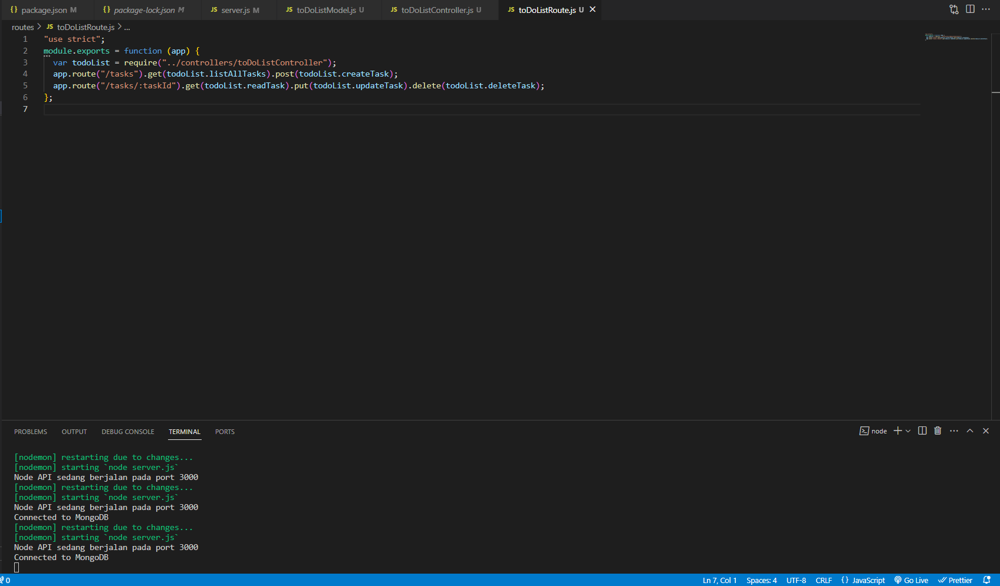 {} package.json M {} package-lock.json M JS server.js M JS toDoListModel.js U JS toDoListController.js U JS toDoListRoute.js U
routes > JS toDoListRoute.js > ...
1 "use strict";
2 module.exports = function (app) {
3 var todoList = require("../controllers/toDoListController");
4 app.route("/tasks").get(todoList.listAllTasks).post(todoList.createTask);
5 app.route("/tasks/:taskId").get(todoList.readTask).put(todoList.updateTask).delete(todoList.deleteTask);
6 };
7
PROBLEMS OUTPUT DEBUG CONSOLE TERMINAL PORTS node
[nodemon] restarting due to changes...
[nodemon] starting `node server.js`
Node API sedang berjalan pada port 3000
[nodemon] restarting due to changes...
[nodemon] starting `node server.js`
Node API sedang berjalan pada port 3000
Connected to MongoDB
[nodemon] restarting due to changes...
[nodemon] starting `node server.js`
Node API sedang berjalan pada port 3000
Connected to MongoDB
0 Ln 7, Col 1 Spaces: 4 UTF-8 CRLF {} JavaScript Go Live Prettier